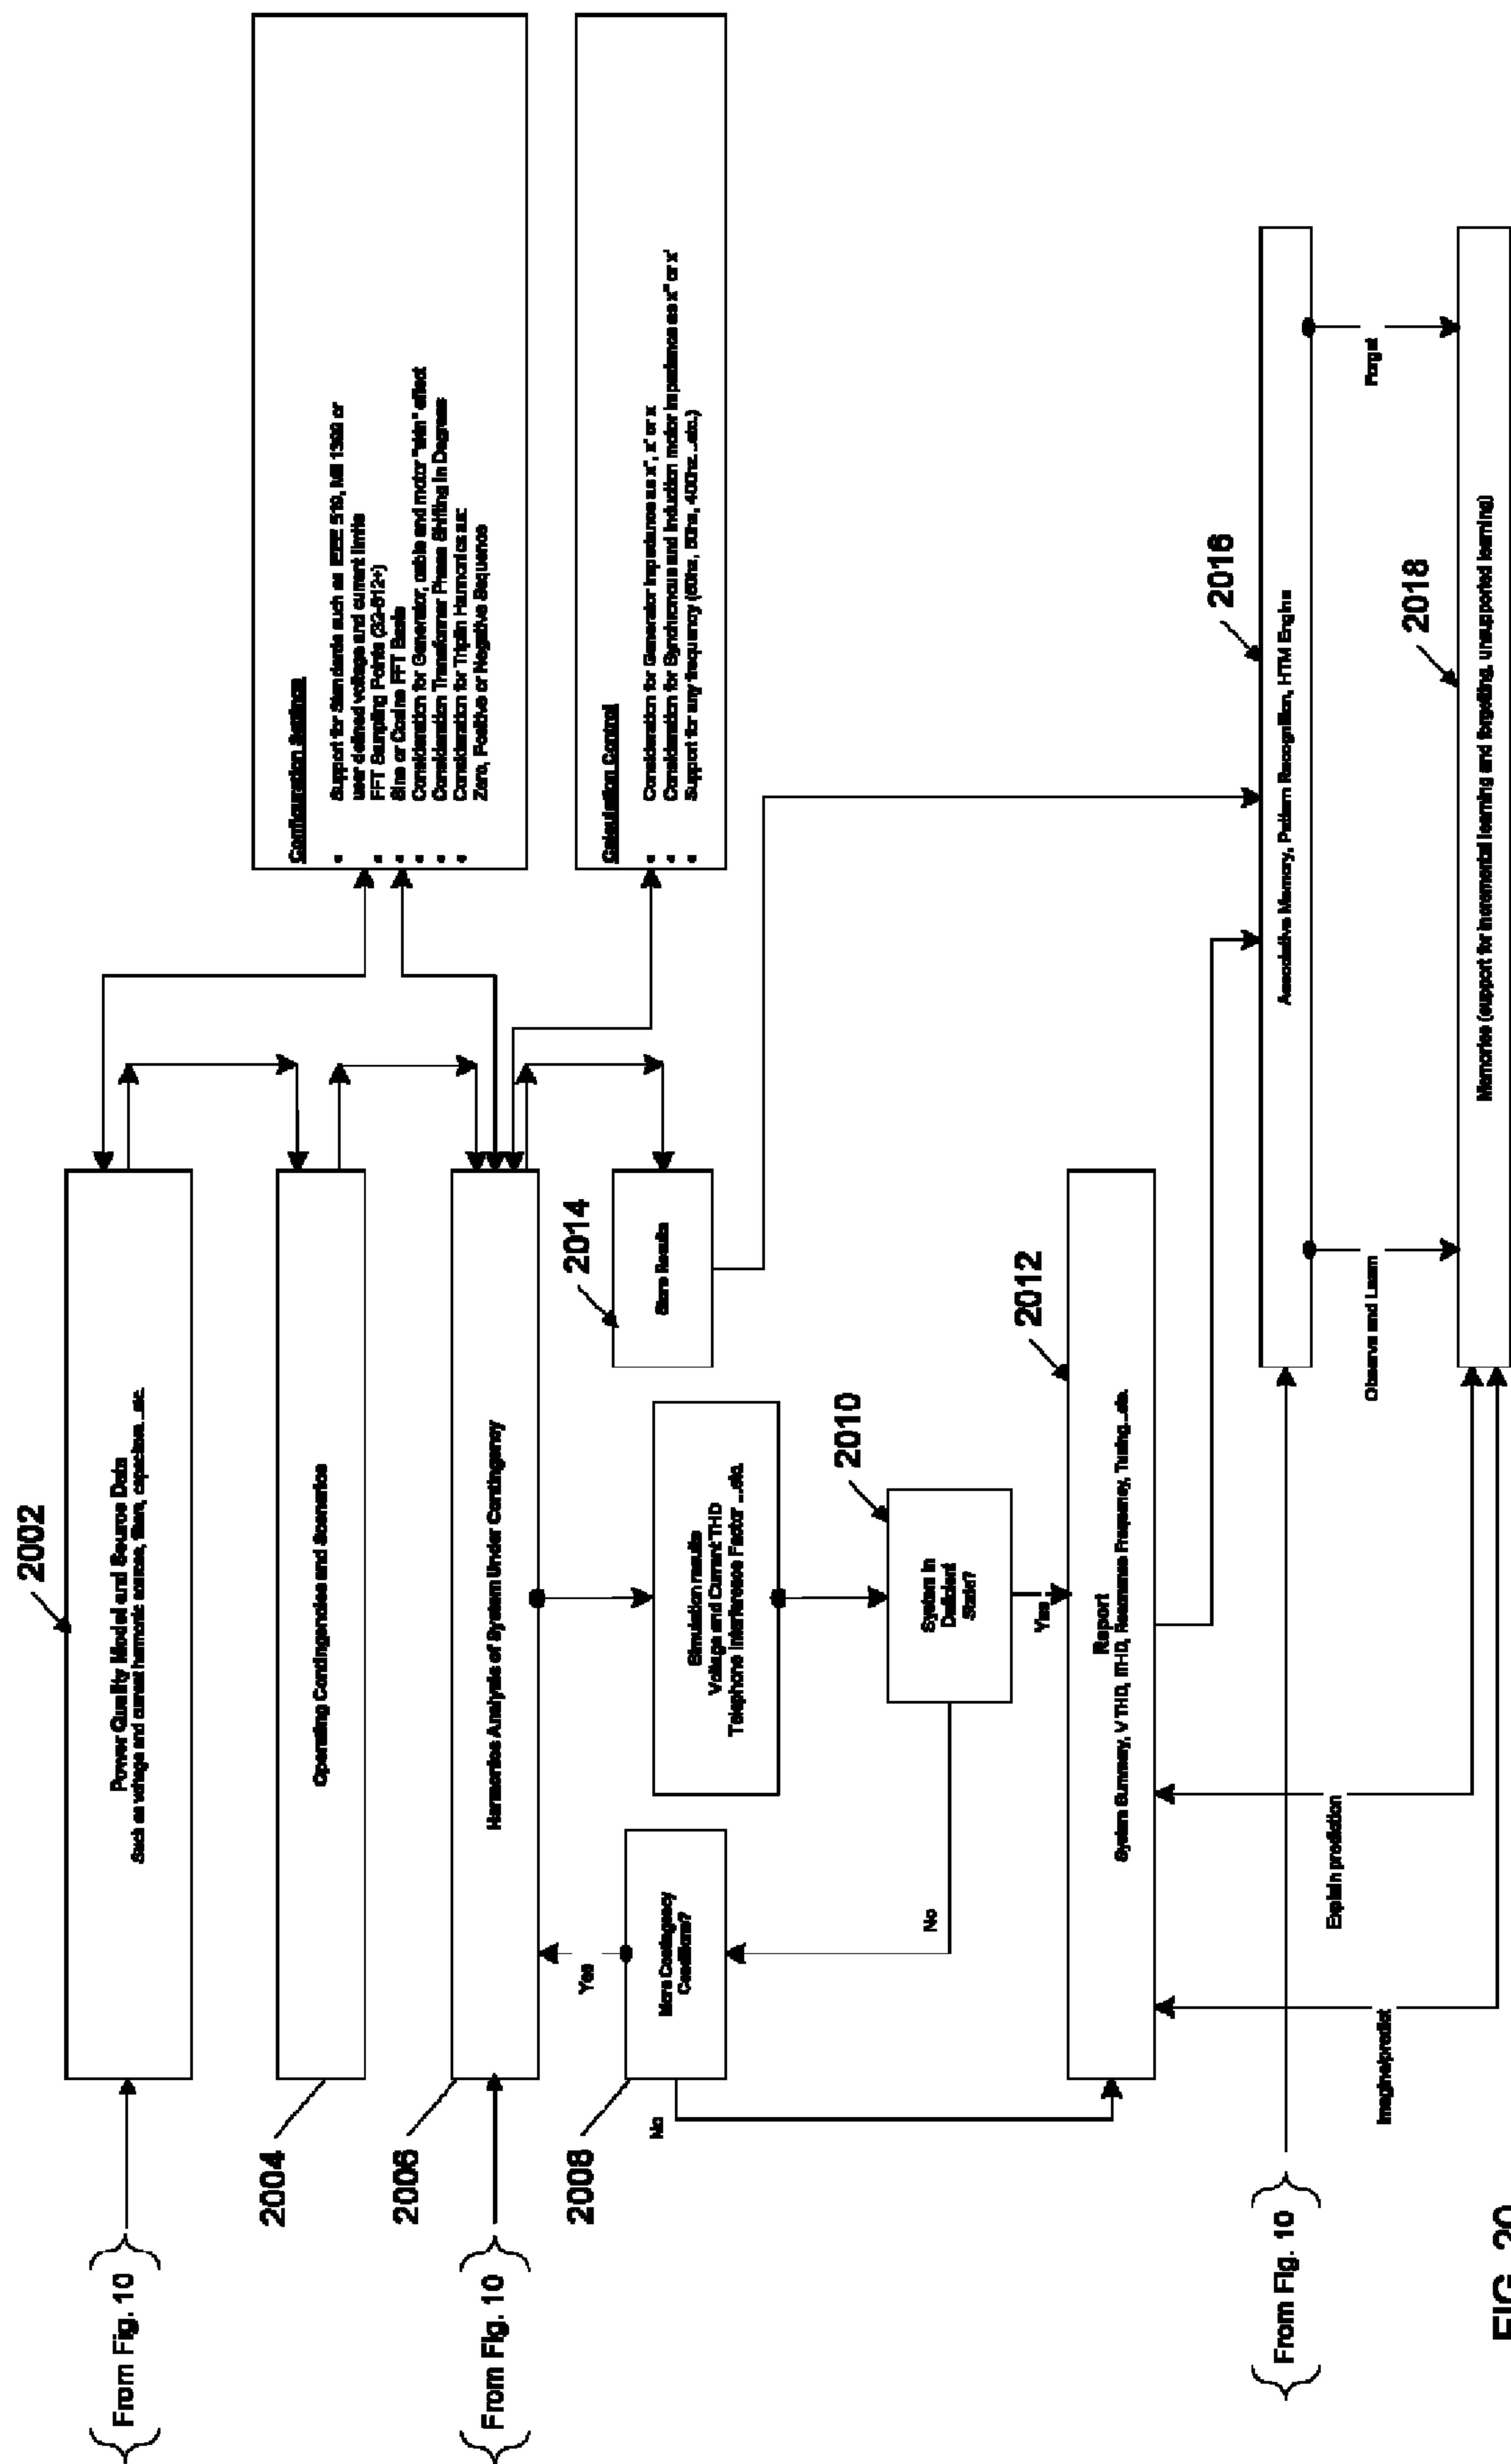 2002
Power Quality Model and Source Data
Such as voltage and current harmonic sources, filters, capacitors...etc.
From Fig. 10
2004
Operating Contingencies and Scenarios
2006
Harmonics Analysis of System Under Contingency
From Fig. 10
Configuration Settings
Support for Standards such as IEEE 519, Mil 1399 or
user defined voltage and current limits
FFT Sampling Points (32-512+)
Sine or Cosine FFT Basis
Consideration for Generator, cable and motor "skin" effect
Consideration Transformer Phase Shifting in Degrees
Consideration for Triplin Harmonics as:
Zero, Positive or Negative Sequence
Calculation Control
Consideration for Generator impedance as x", x' or x
Consideration for Synchronous and Induction motor impedance as x" or x'
Support for any frequency (60hz, 50hz, 400hz...etc.)
2014
Store Results
Simulation results
Voltage and Current THD
Telephone Interference Factor ...etc.
2008
More Contingency
Conditions?
Yes
No
2010
System in
Deficient
State?
No
Yes
2012
Report
System Summary, V THD, ITHD, Resonance Frequency, Tuning...etc.
From Fig. 10
2016
Associative Memory, Pattern Recognition, HTM Engine
Imagine/predict
Explain prediction
Observe and Learn
Forget
2018
Memories (support for incremental learning and forgetting, unsupported learning)
FIG. 20